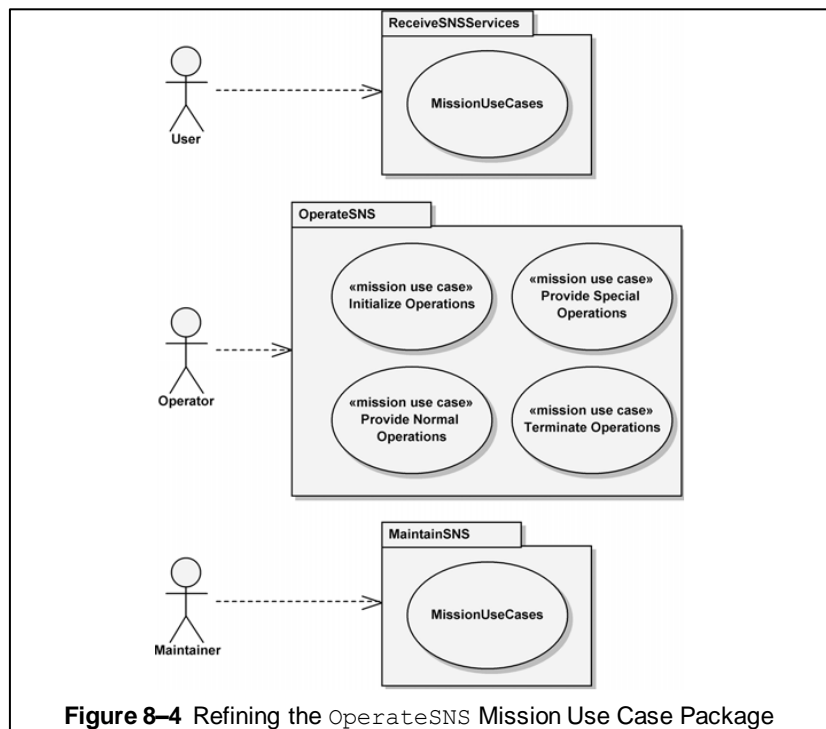 ReceiveSNSServices
MissionUseCases
User
OperateSNS
«mission use case»
Initialize Operations
«mission use case»
Provide Special
Operations
Operator
«mission use case»
Provide Normal
Operations
«mission use case»
Terminate Operations
MaintainSNS
MissionUseCases
Maintainer
Figure 8–4 Refining the OperateSNS Mission Use Case Package